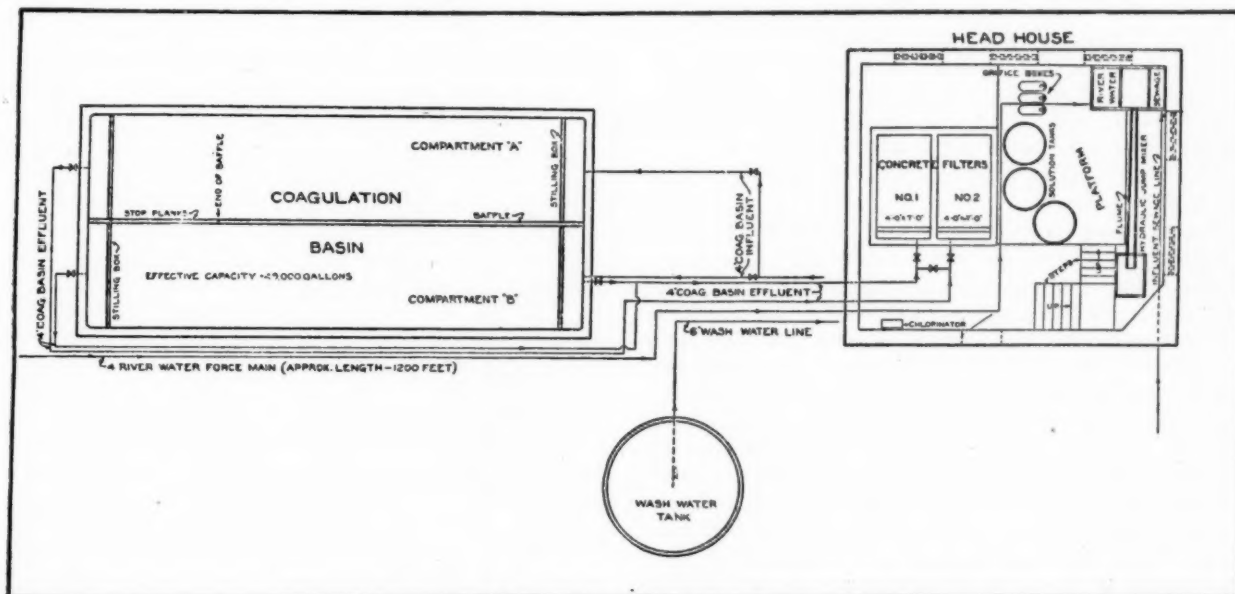 HEAD HOUSE
ORIFICE BOXES
RIVER
WATER
SEWAGE
COMPARTMENT "A"
STILLING BOX
END OF BAFFLE
COAGULATION
STOP PLANKS
BAFFLE
BASIN
STILLING BOX
EFFECTIVE CAPACITY
GALLONS
COMPARTMENT "B"
4" COAG BASIN EFFLUENT
4" COAG BASIN
INFLUENT
4" COAG BASIN EFFLUENT
CONCRETE FILTERS
NO.1
NO.2
SOLUTION TANKS
PLATFORM
FLUME
HYDRAULIC JUMP MIXER
INFLUENT SEWAGE LINE
STEPS
UP
UP
CHLORINATOR
6" WASH WATER LINE
4 RIVER WATER FORCE MAIN (APPROX. LENGTH-1200 FEET)
WASH WATER
TANK